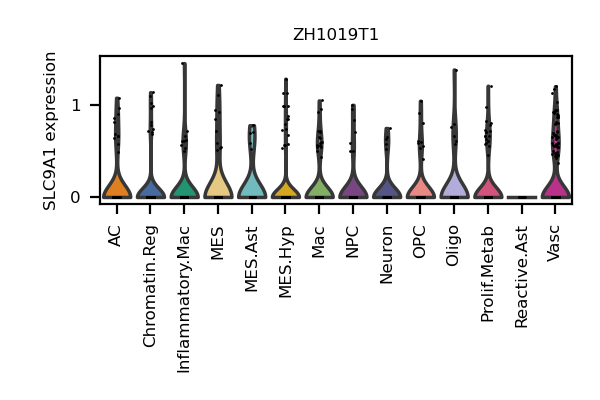 ZH1019T1
SLC9A1 expression
1
0
AC
Chromatin.Reg
Inflammatory.Mac
MES
MES.Ast
MES.Hyp
Mac
NPC
Neuron
OPC
Oligo
Prolif.Metab
Reactive.Ast
Vasc